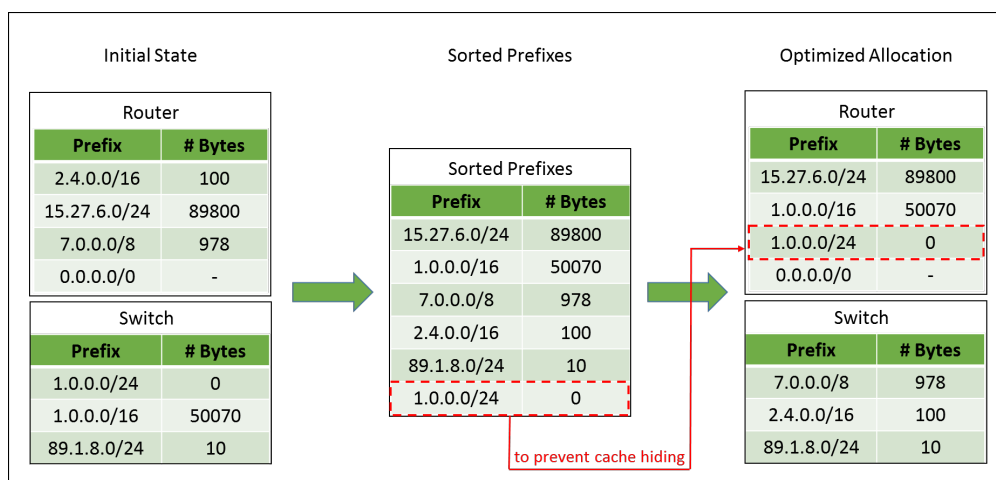 Initial State
Router
Prefix # Bytes
2.4.0.0/16 100
15.27.6.0/24 89800
7.0.0.0/8 978
0.0.0.0/0 -
Switch
Prefix # Bytes
1.0.0.0/24 0
1.0.0.0/16 50070
89.1.8.0/24 10
Sorted Prefixes
Sorted Prefixes
Prefix # Bytes
15.27.6.0/24 89800
1.0.0.0/16 50070
7.0.0.0/8 978
2.4.0.0/16 100
89.1.8.0/24 10
1.0.0.0/24 0
to prevent cache hiding
Optimized Allocation
Router
Prefix # Bytes
15.27.6.0/24 89800
1.0.0.0/16 50070
1.0.0.0/24 0
0.0.0.0/0 -
Switch
Prefix # Bytes
7.0.0.0/8 978
2.4.0.0/16 100
89.1.8.0/24 10